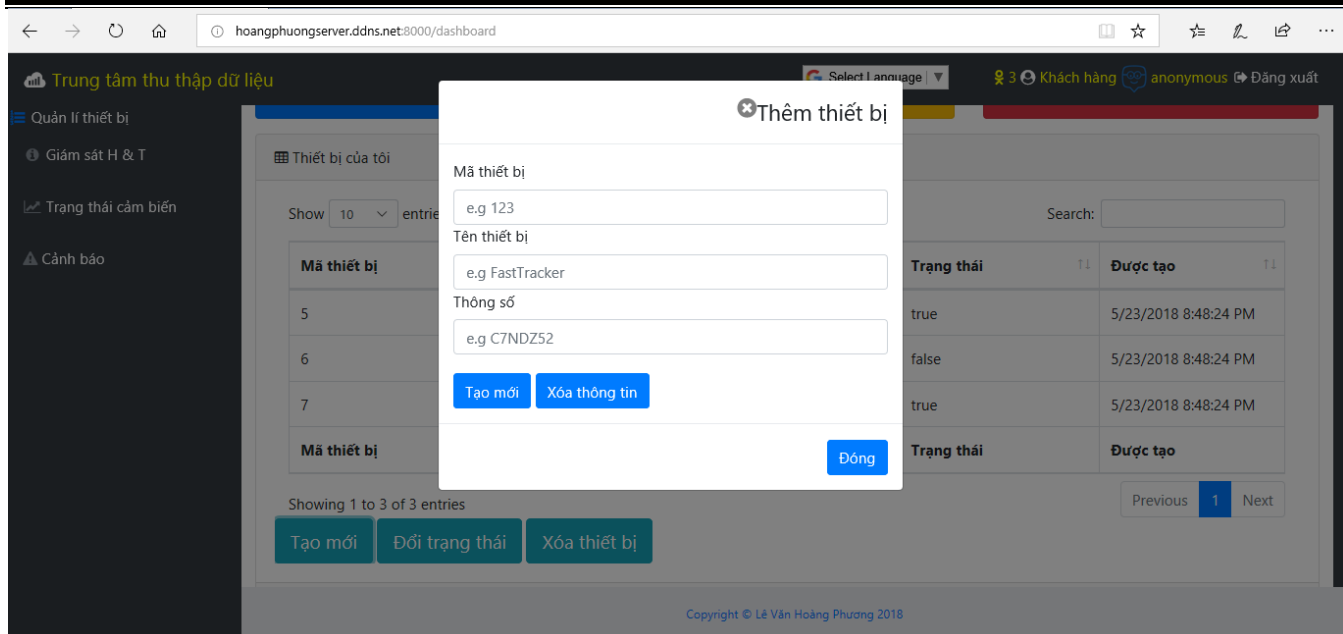 hoangphuongserver.ddns.net:8000/dashboard
Trung tâm thu thập dữ liệu
Select Language ▼
3 Khách hàng anonymous Đăng xuất
Quản lí thiết bị
Giám sát H & T
Trạng thái cảm biến
Cảnh báo
Thêm thiết bị
Mã thiết bị
e.g 123
Tên thiết bị
e.g FastTracker
Thông số
e.g C7NDZ52
Tạo mới Xóa thông tin
Đóng
Thiết bị của tôi
Show 10 entrie
Search:
Mã thiết bị Trạng thái Được tạo
5 true 5/23/2018 8:48:24 PM
6 false 5/23/2018 8:48:24 PM
7 true 5/23/2018 8:48:24 PM
Mã thiết bị Trạng thái Được tạo
Showing 1 to 3 of 3 entries
Previous 1 Next
Tạo mới Đổi trạng thái Xóa thiết bị
Copyright © Lê Văn Hoàng Phương 2018